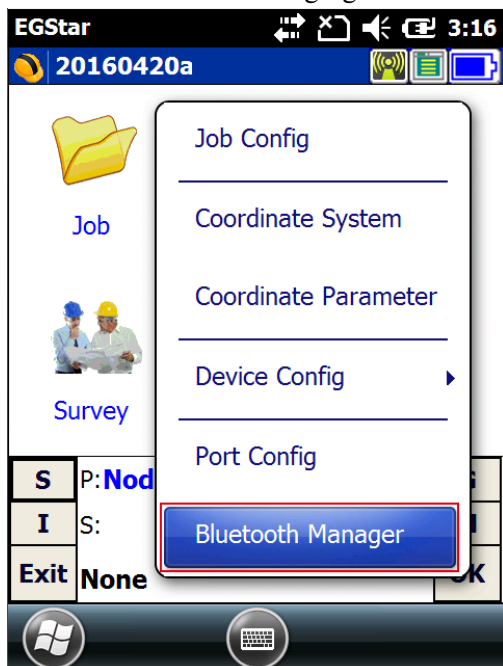 EGStar
3:16
20160420a
Job Config
Coordinate System
Job
Coordinate Parameter
Device Config
Survey
Port Config
S P:Nod
I S:
Bluetooth Manager
Exit None